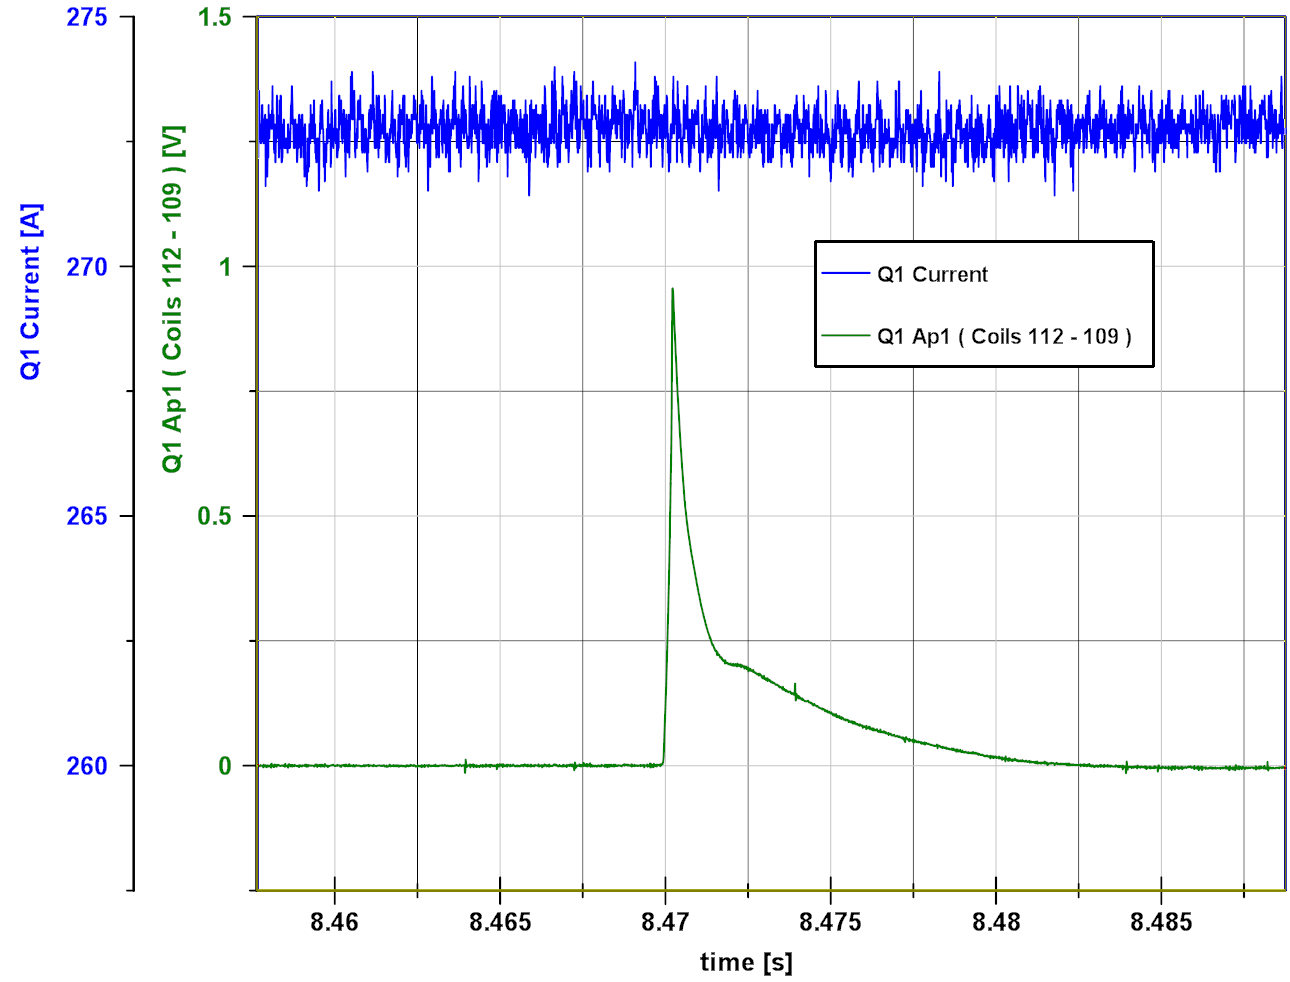 275
270
265
260
Q1 Current [A]
1.5
1
0.5
0
Q1 Ap1 ( Coils 112 - 109 ) [V]
Q1 Current
Q1 Ap1 ( Coils 112 - 109 )
8.46 8.465 8.47 8.475 8.48 8.485
time [s]